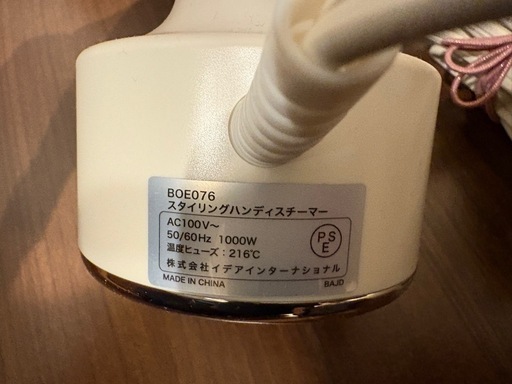 BOE076
スタイリングハンディスチーマー
AC100V～
50/60Hz 1000W
温度ヒューズ：216℃
PSE
株式会社イデアインターナショナル
MADE IN CHINA
BAJD